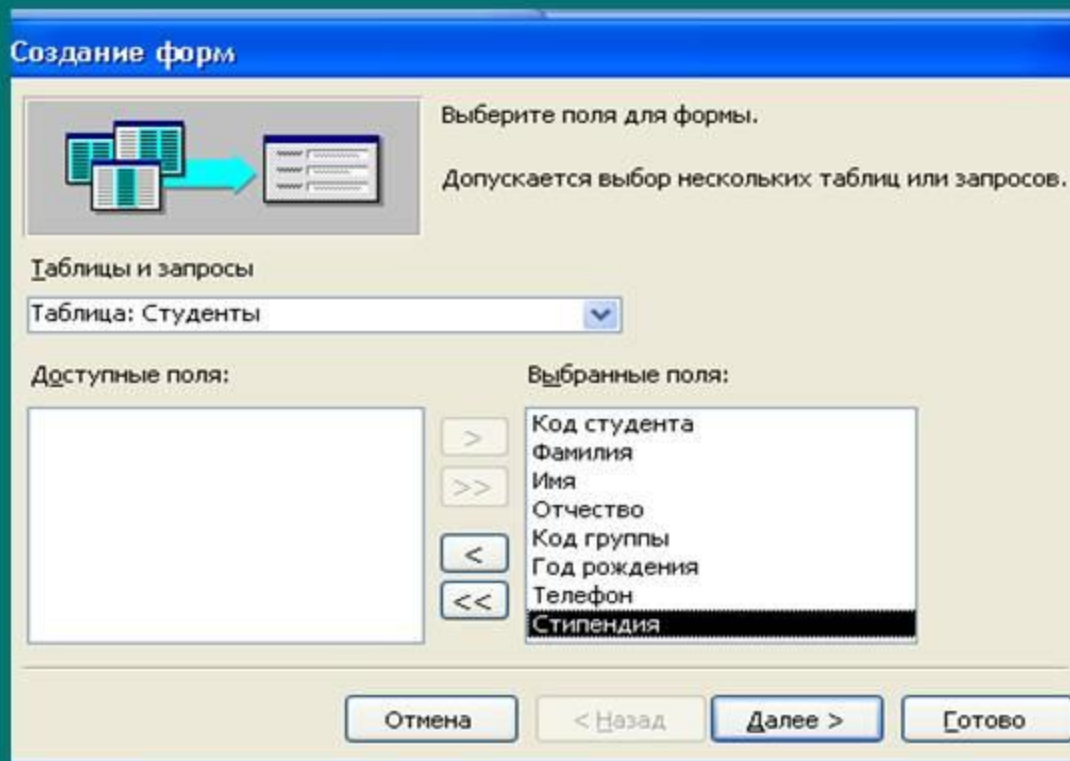 Создание форм
Выберите поля для формы.
Допускается выбор нескольких таблиц или запросов.
Таблицы и запросы
Таблица: Студенты
Доступные поля:
Выбранные поля:
>
>>
<
<<
Код студента
Фамилия
Имя
Отчество
Код группы
Год рождения
Телефон
Стипендия
Отмена
< Назад
Далее >
Готово